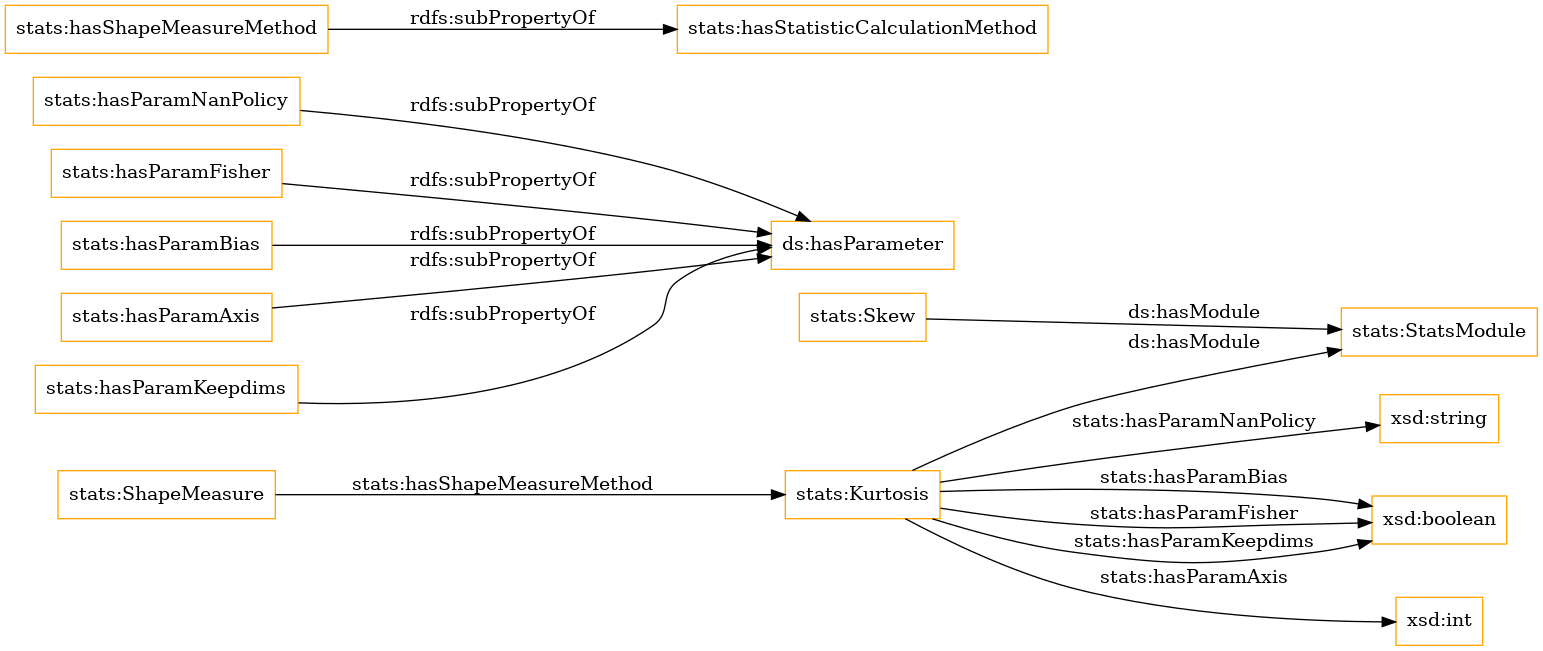 stats:hasShapeMeasureMethod
rdfs:subPropertyOf
stats:hasStatisticCalculationMethod
stats:hasParamNanPolicy
rdfs:subPropertyOf
stats:hasParamFisher
rdfs:subPropertyOf
stats:hasParamBias
rdfs:subPropertyOf
ds:hasParameter
stats:hasParamAxis
rdfs:subPropertyOf
stats:hasParamKeepdims
rdfs:subPropertyOf
stats:Skew
ds:hasModule
stats:StatsModule
ds:hasModule
stats:ShapeMeasure
stats:hasShapeMeasureMethod
stats:Kurtosis
stats:hasParamNanPolicy
xsd:string
stats:hasParamBias
stats:hasParamFisher
xsd:boolean
stats:hasParamKeepdims
stats:hasParamAxis
xsd:int